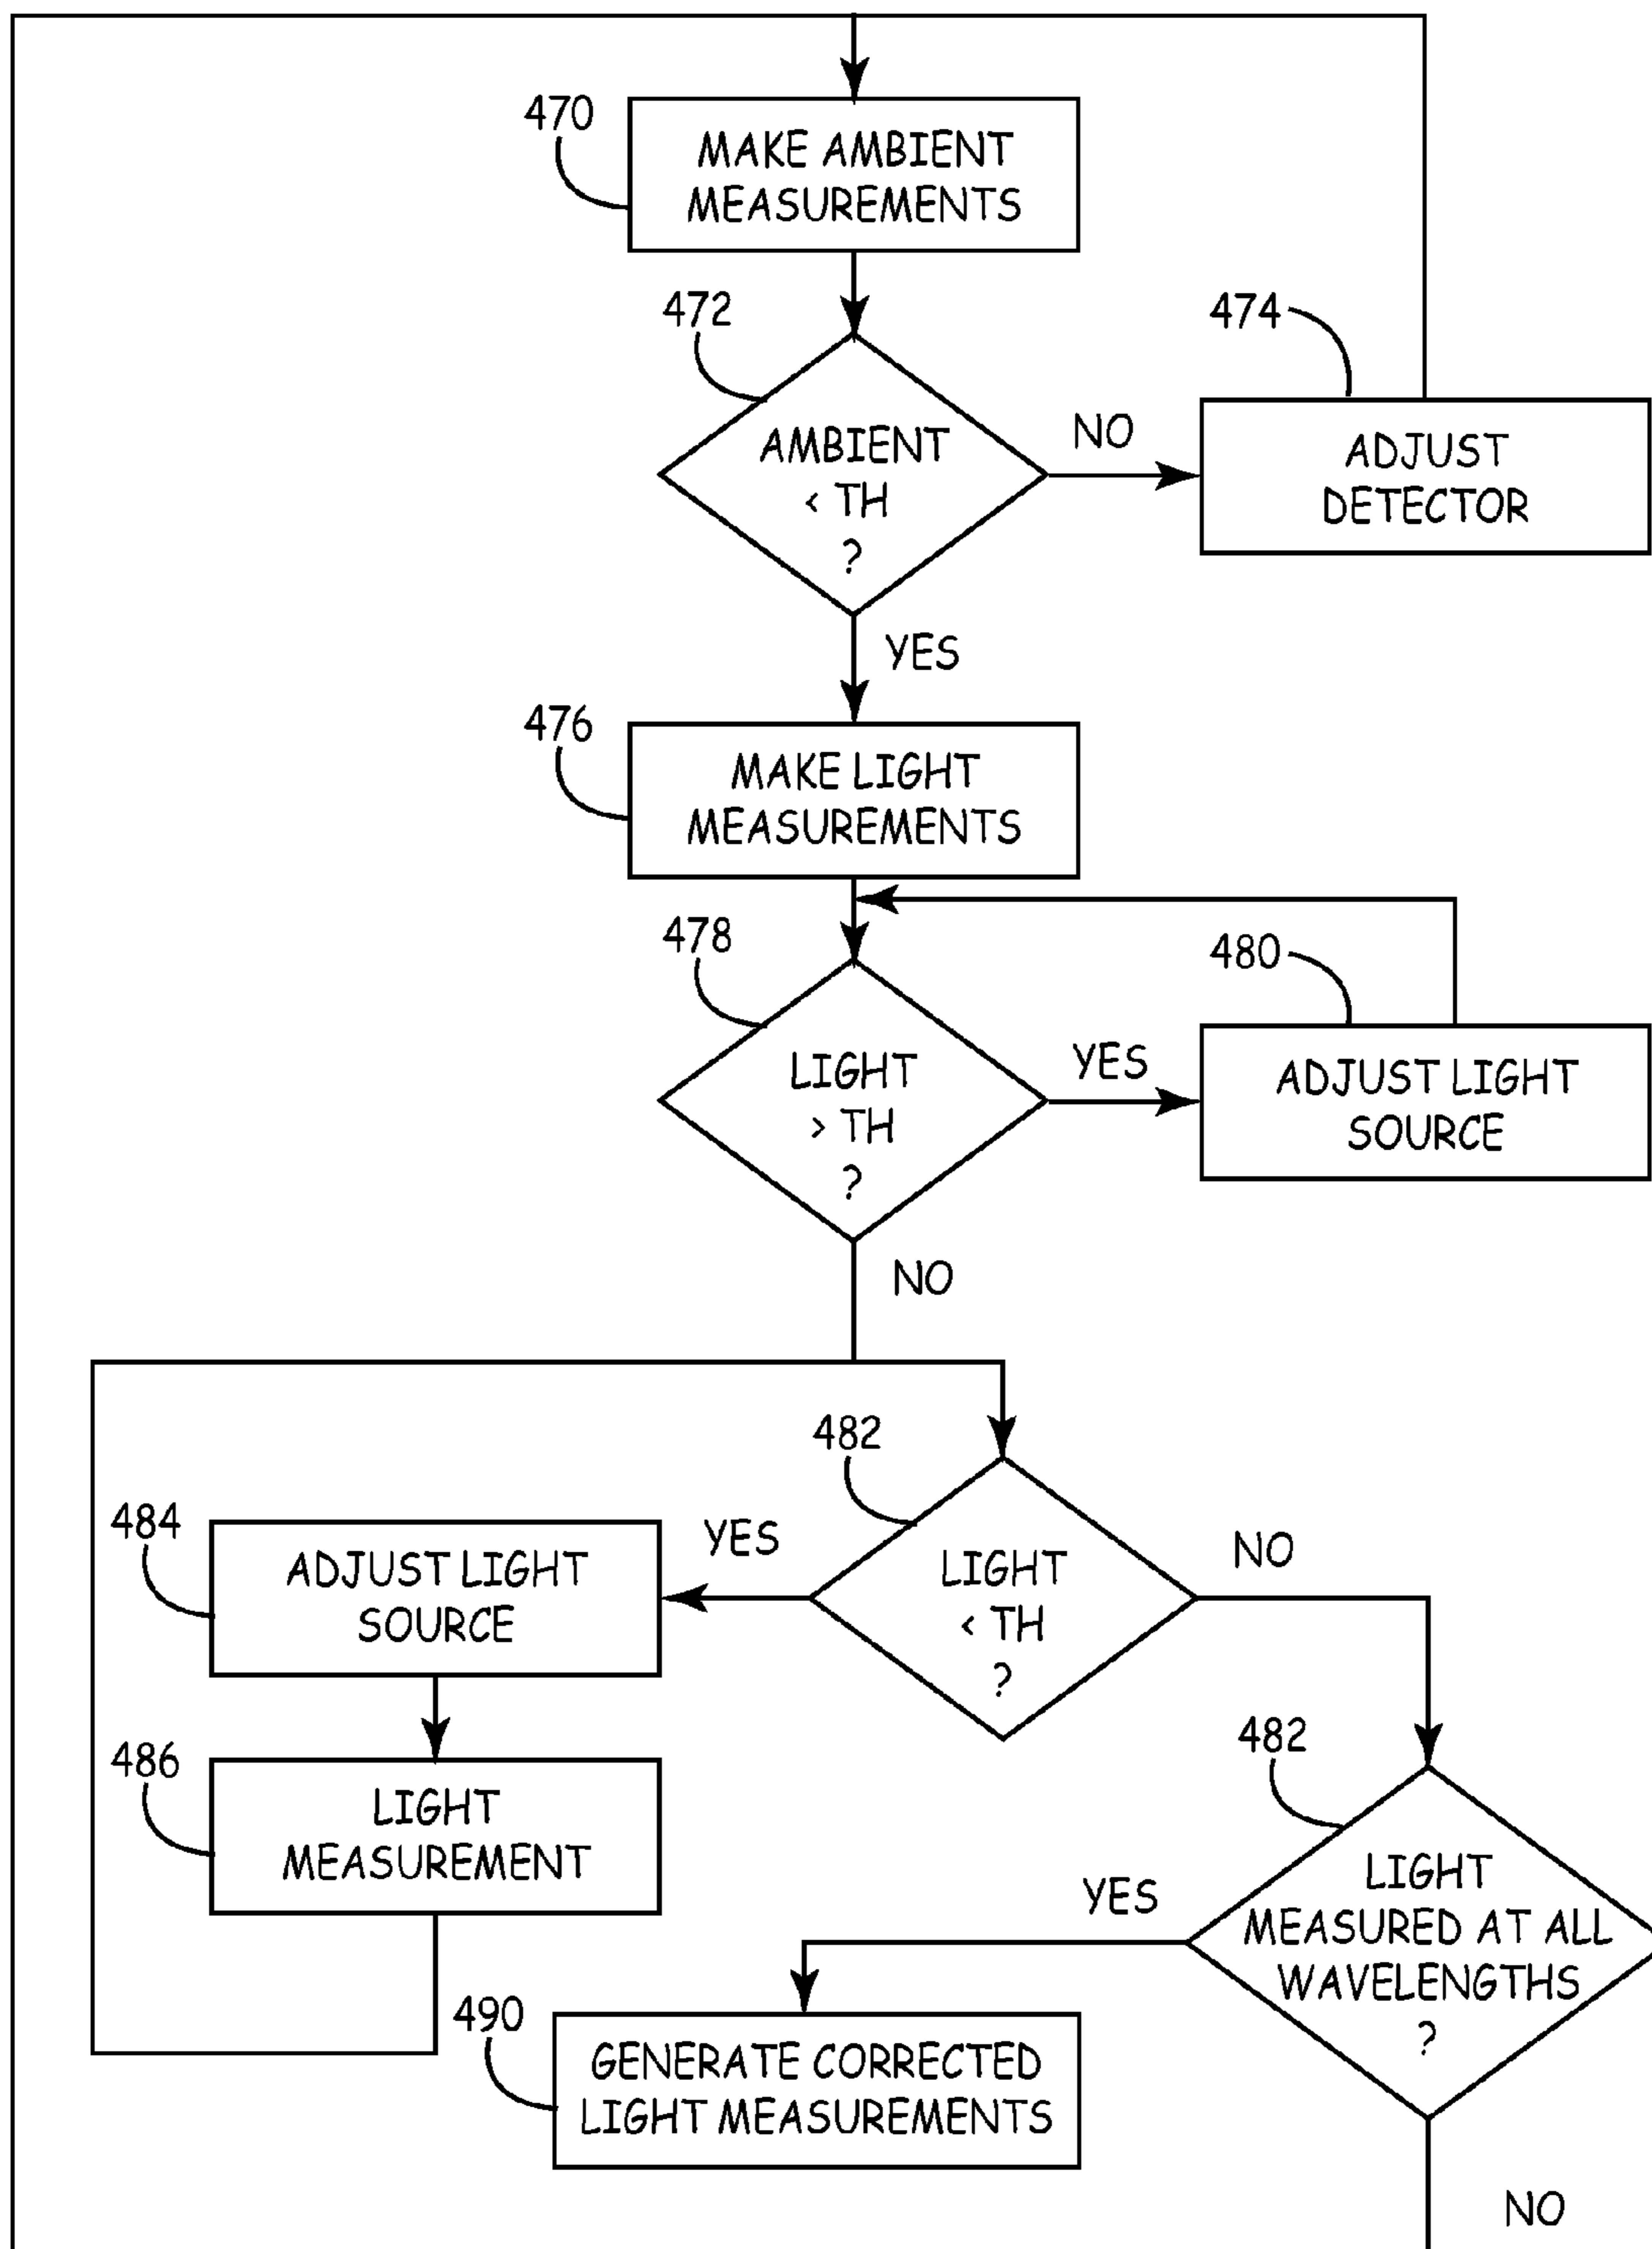 470
MAKE AMBIENT
MEASUREMENTS
472
474
AMBIENT
< TH
?
NO
ADJUST
DETECTOR
YES
476
MAKE LIGHT
MEASUREMENTS
478
480
LIGHT
> TH
?
YES
ADJUST LIGHT
SOURCE
NO
482
484
ADJUST LIGHT
SOURCE
YES
LIGHT
< TH
?
NO
486
LIGHT
MEASUREMENT
482
LIGHT
MEASURED AT ALL
WAVELENGTHS
?
YES
490
GENERATE CORRECTED
LIGHT MEASUREMENTS
NO